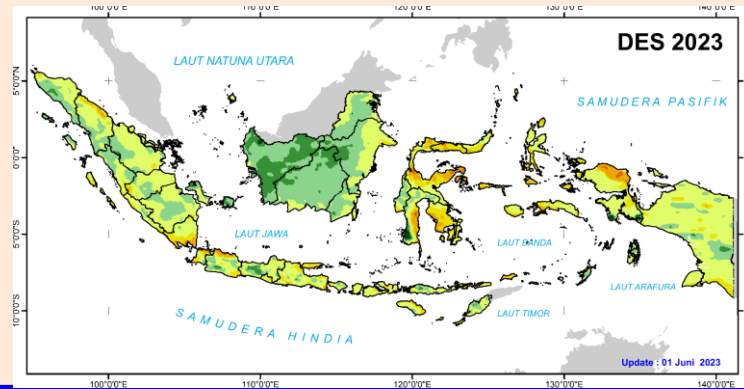 100°0'0"E 110°0'0"E 120°0'0"E 130°0'0"E 140°0'0"E
DES 2023
LAUT NATUNA UTARA
5°0'0"N
SAMUDERA PASIFIK
0°0'0"
LAUT JAWA
LAUT BANDA
5°0'0"S
LAUT ARAFURA
10°0'0"S
LAUT TIMOR
SAMUDERA HINDIA
Update : 01 Juni 2023
100°0'0"E 110°0'0"E 120°0'0"E 130°0'0"E 140°0'0"E